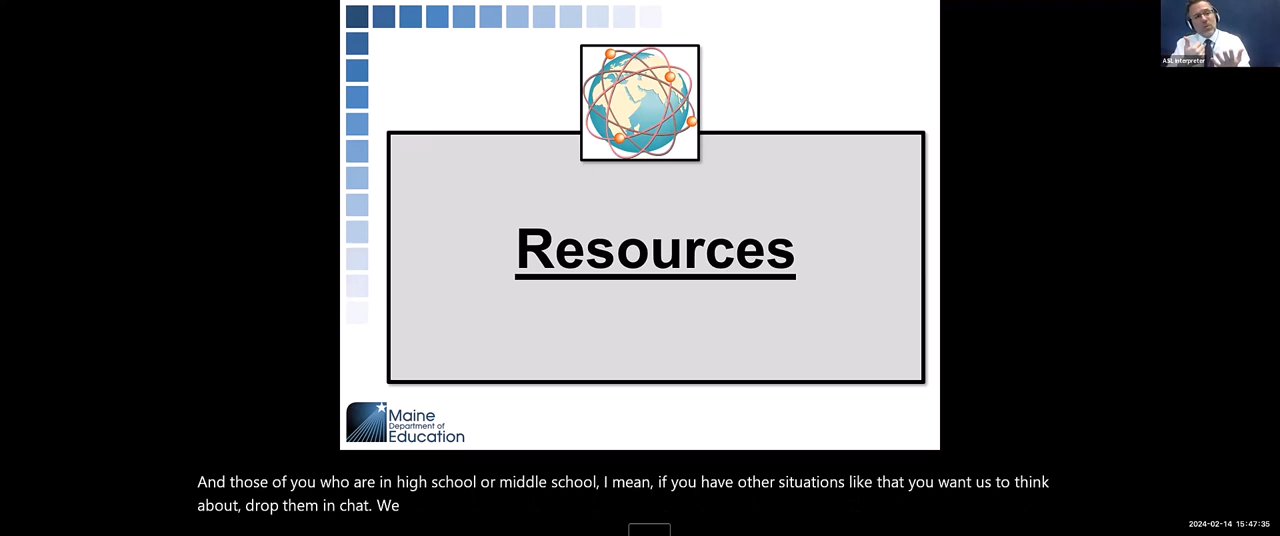 ASL Interpreter
Resources
Maine
Department of
Education
And those of you who are in high school or middle school, I mean, if you have other situations like that you want us to think
about, drop them in chat. We
2024-02-14 15:47:35